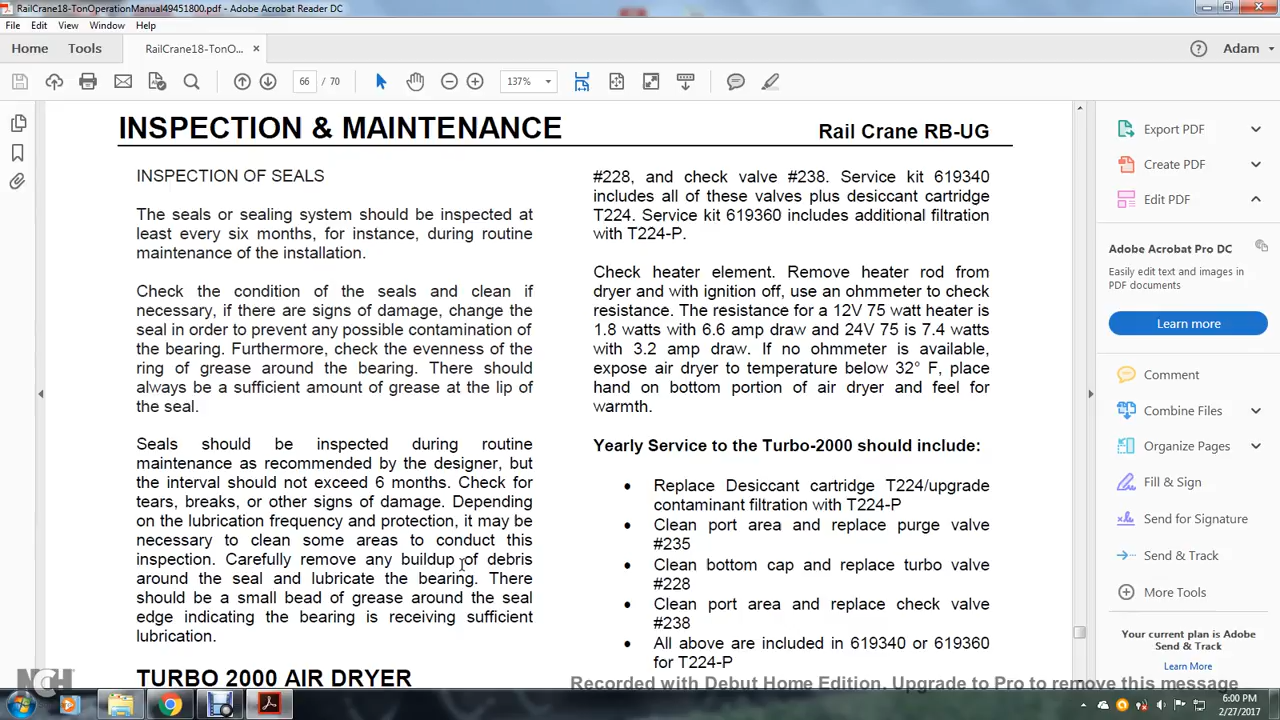 RailCrane18-TonOperationManual49451800.pdf - Adobe Acrobat Reader DC
File Edit View Window Help
Home Tools RailCrane18-TonO... × Adam
66 / 70 137%
INSPECTION & MAINTENANCE Rail Crane RB-UG
INSPECTION OF SEALS
The seals or sealing system should be inspected at
least every six months, for instance, during routine
maintenance of the installation.
Check the condition of the seals and clean if
necessary, if there are signs of damage, change the
seal in order to prevent any possible contamination of
the bearing. Furthermore, check the evenness of the
ring of grease around the bearing. There should
always be a sufficient amount of grease at the lip of
the seal.
Seals should be inspected during routine
maintenance as recommended by the designer, but
the interval should not exceed 6 months. Check for
tears, breaks, or other signs of damage. Depending
on the lubrication frequency and protection, it may be
necessary to clean some areas to conduct this
inspection. Carefully remove any buildup of debris
around the seal and lubricate the bearing. There
should be a small bead of grease around the seal
edge indicating the bearing is receiving sufficient
lubrication.
TURBO 2000 AIR DRYER
#228, and check valve #238. Service kit 619340
includes all of these valves plus desiccant cartridge
T224. Service kit 619360 includes additional filtration
with T224-P.
Check heater element. Remove heater rod from
dryer and with ignition off, use an ohmmeter to check
resistance. The resistance for a 12V 75 watt heater is
1.8 watts with 6.6 amp draw and 24V 75 is 7.4 watts
with 3.2 amp draw. If no ohmmeter is available,
expose air dryer to temperature below 32° F, place
hand on bottom portion of air dryer and feel for
warmth.
Yearly Service to the Turbo-2000 should include:
• Replace Desiccant cartridge T224/upgrade
contaminant filtration with T224-P
• Clean port area and replace purge valve
#235
• Clean bottom cap and replace turbo valve
#228
• Clean port area and replace check valve
#238
• All above are included in 619340 or 619360
for T224-P
Export PDF
Create PDF
Edit PDF
Adobe Acrobat Pro DC
Easily edit text and images in
PDF documents
Learn more
Comment
Combine Files
Organize Pages
Fill & Sign
Send for Signature
Send & Track
More Tools
Your current plan is Adobe
Send & Track
Learn More
NCH
Recorded with Debut Home Edition. Upgrade to Pro to remove this message
6:00 PM
2/27/2017